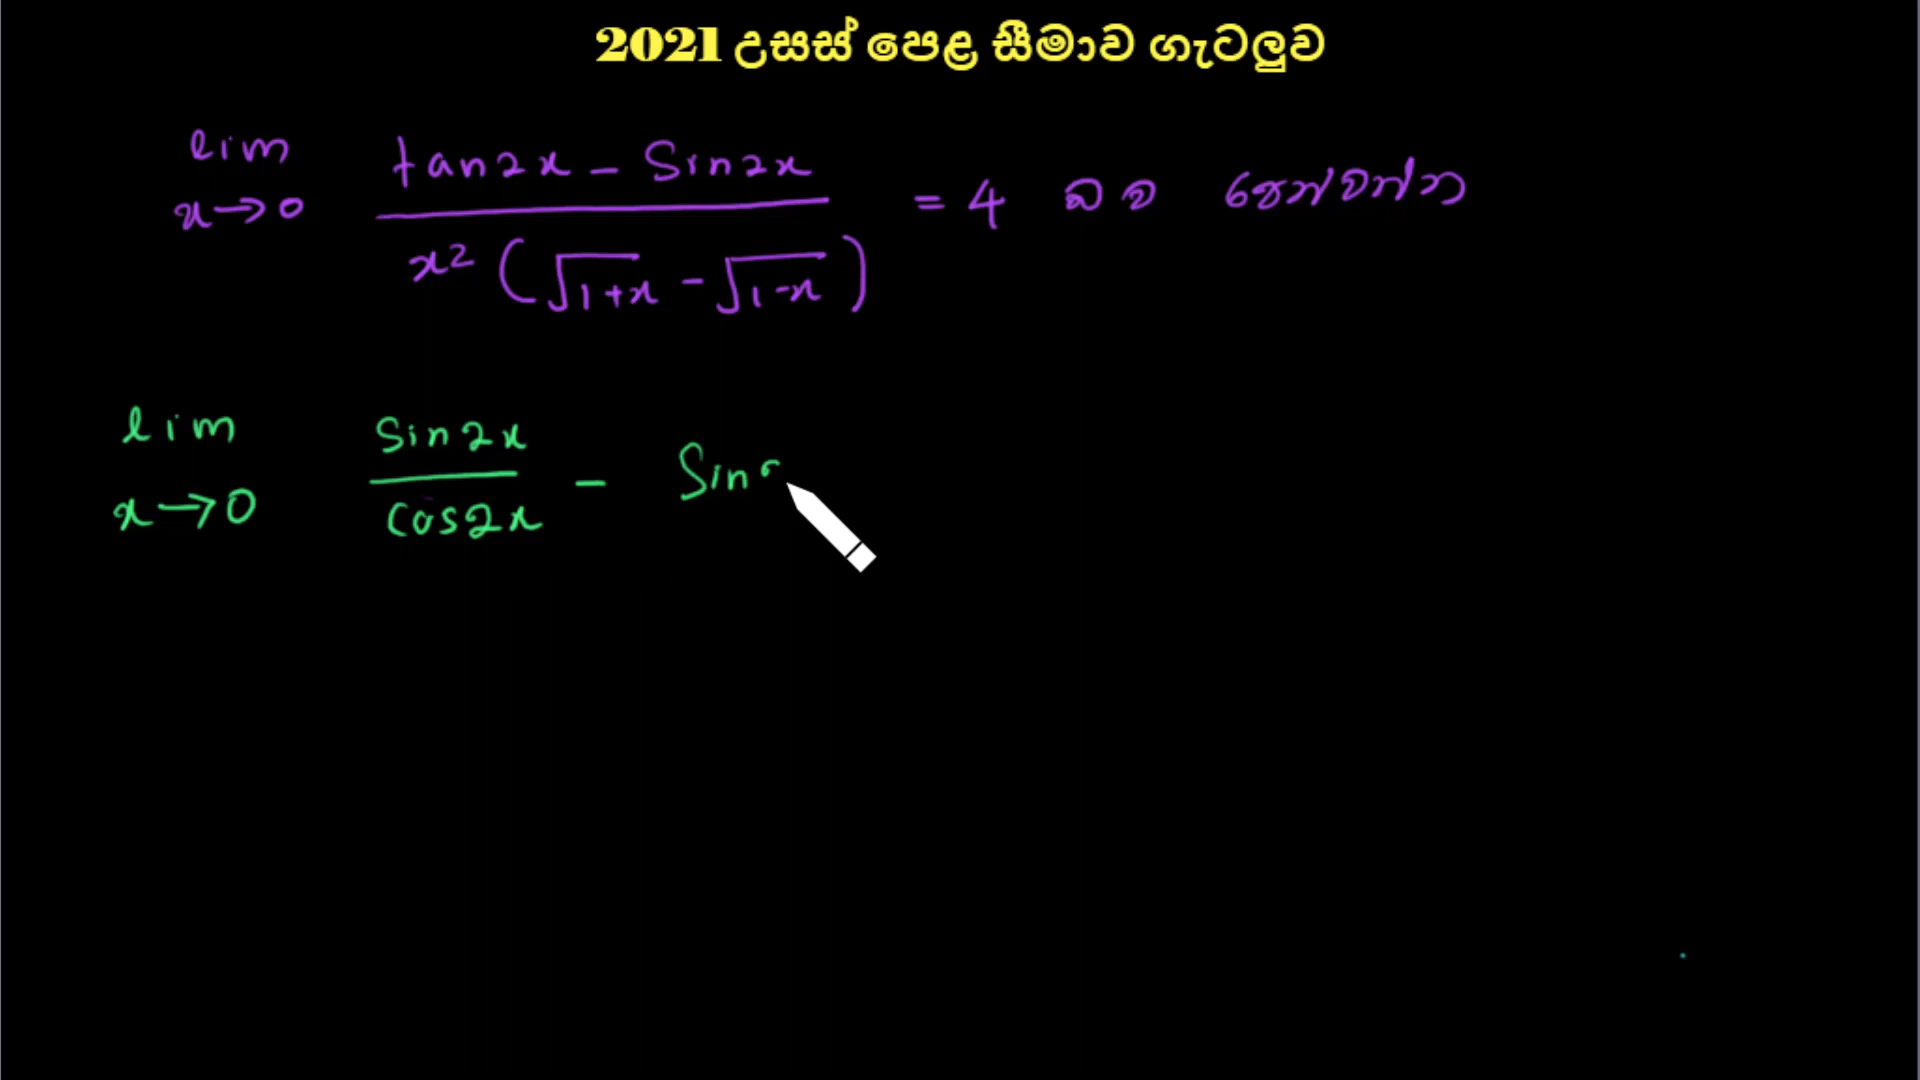 2021 උසස් පෙළ සීමාව ගැටලුව
lim x→0 (tan2x − Sin2x) / (x² (√1+x − √1-x)) = 4 බව පෙන්වන්න
lim x→0 Sin2x / Cos2x − Sin